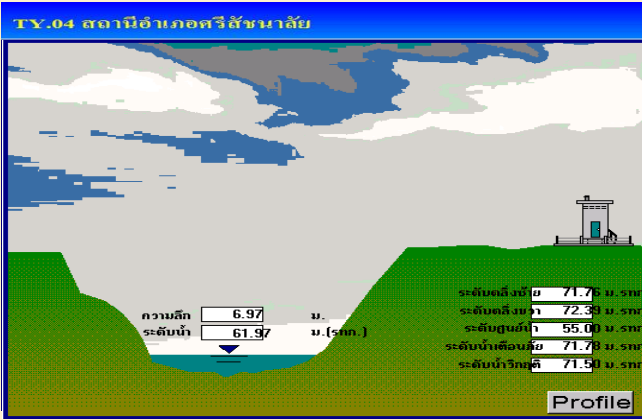 TY.04 สถานีอำเภอศรีสัชนาลัย
ความลึก 6.97 ม.
ระดับน้ำ 61.97 ม.(รทก.)
ระดับตลิ่งซ้าย 71.76 ม.รทก
ระดับตลิ่งขวา 72.39 ม.รทก
ระดับศูนย์น้ำ 55.00 ม.รทก
ระดับน้ำเตือนภัย 71.78 ม.รทก
ระดับน้ำวิกฤติ 71.50 ม.รทก
Profile